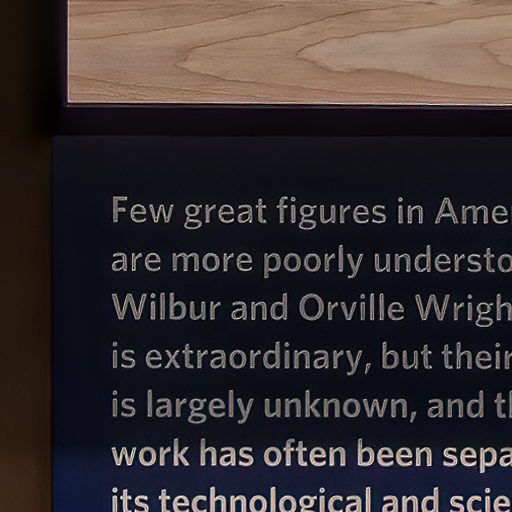 Few great figures in Ame
are more poorly understo
Wilbur and Orville Wrigh
is extraordinary, but their
is largely unknown, and th
work has often been sepa
its technological and scie